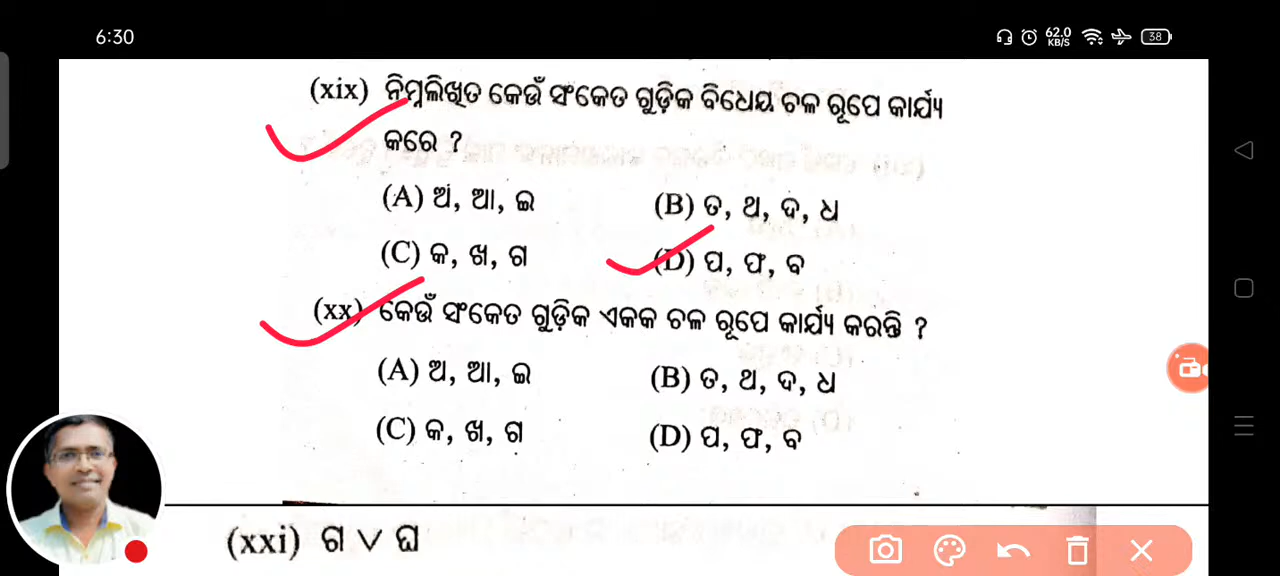 6:30
62.0
KB/S
38
(xix) ନିମ୍ନଲିଖିତ କେଉଁ ସଂକେତ ଗୁଡ଼ିକ ବିଧେୟ ଚଳ ରୂପେ କାର୍ଯ୍ୟ
କରେ ?
(A) ଅ, ଆ, ଇ (B) ତ, ଥ, ଦ, ଧ
(C) କ, ଖ, ଗ (D) ପ, ଫ, ବ
(xx) କେଉଁ ସଂକେତ ଗୁଡ଼ିକ ଏକକ ଚଳ ରୂପେ କାର୍ଯ୍ୟ କରନ୍ତି ?
(A) ଅ, ଆ, ଇ (B) ତ, ଥ, ଦ, ଧ
(C) କ, ଖ, ଗ (D) ପ, ଫ, ବ
(xxi) ଗ ∨ ଘ